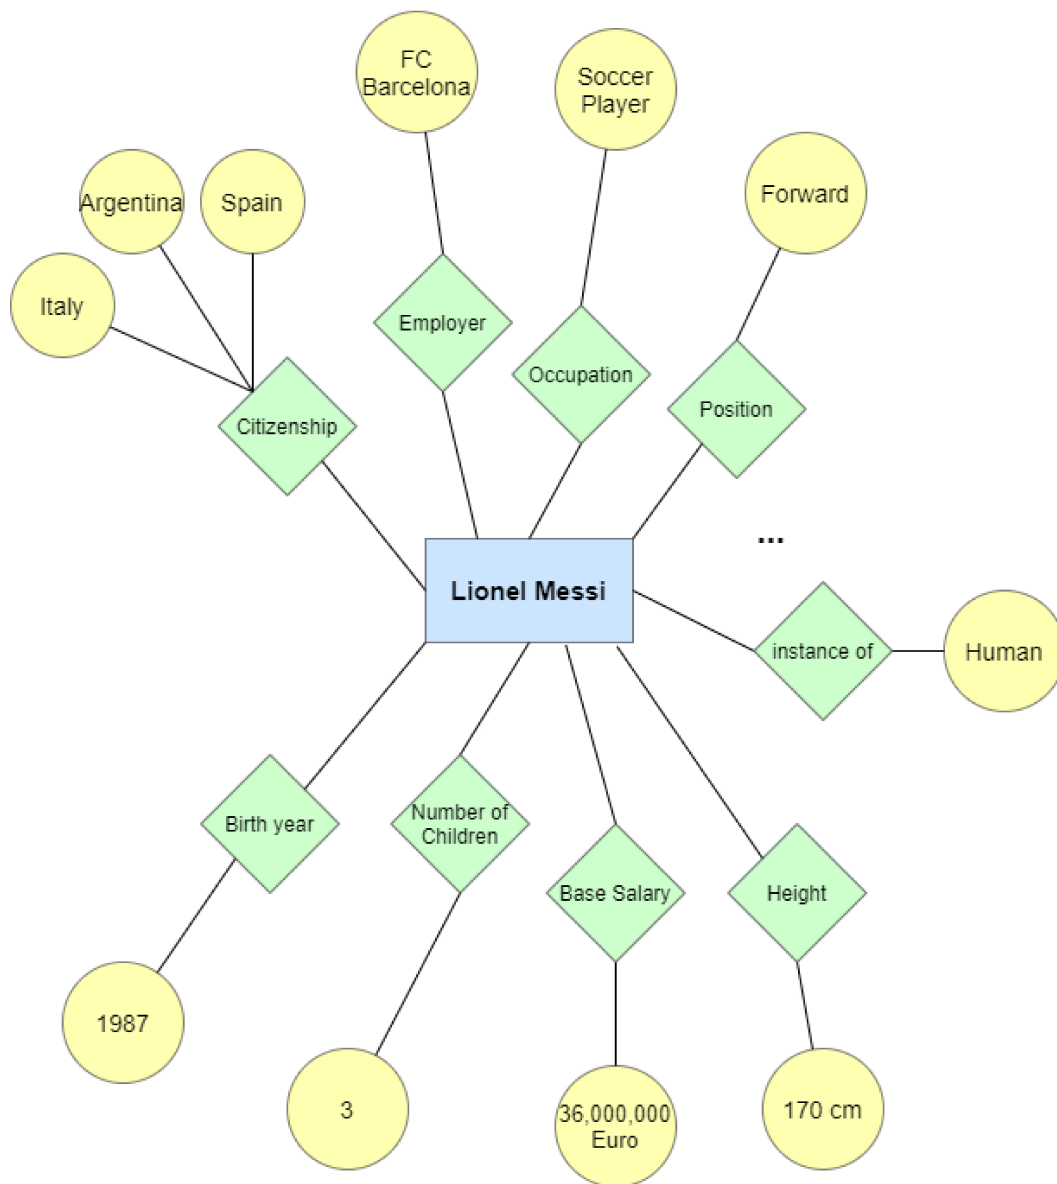 FC
Barcelona
Soccer
Player
Argentina
Spain
Forward
Italy
Employer
Occupation
Position
Citizenship
...
Lionel Messi
instance of
Human
Birth year
Number of
Children
Base Salary
Height
1987
3
36,000,000
Euro
170 cm